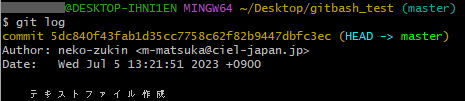 @DESKTOP-IHNI1EN MINGW64 ~/Desktop/gitbash_test (master)
$ git log
commit 5dc840f43fab1d35cc7758c62f82b9447dbfc3ec (HEAD -> master)
Author: neko-zukin <m-matsuka@ciel-japan.jp>
Date:   Wed Jul 5 13:21:51 2023 +0900
テキストファイル作成